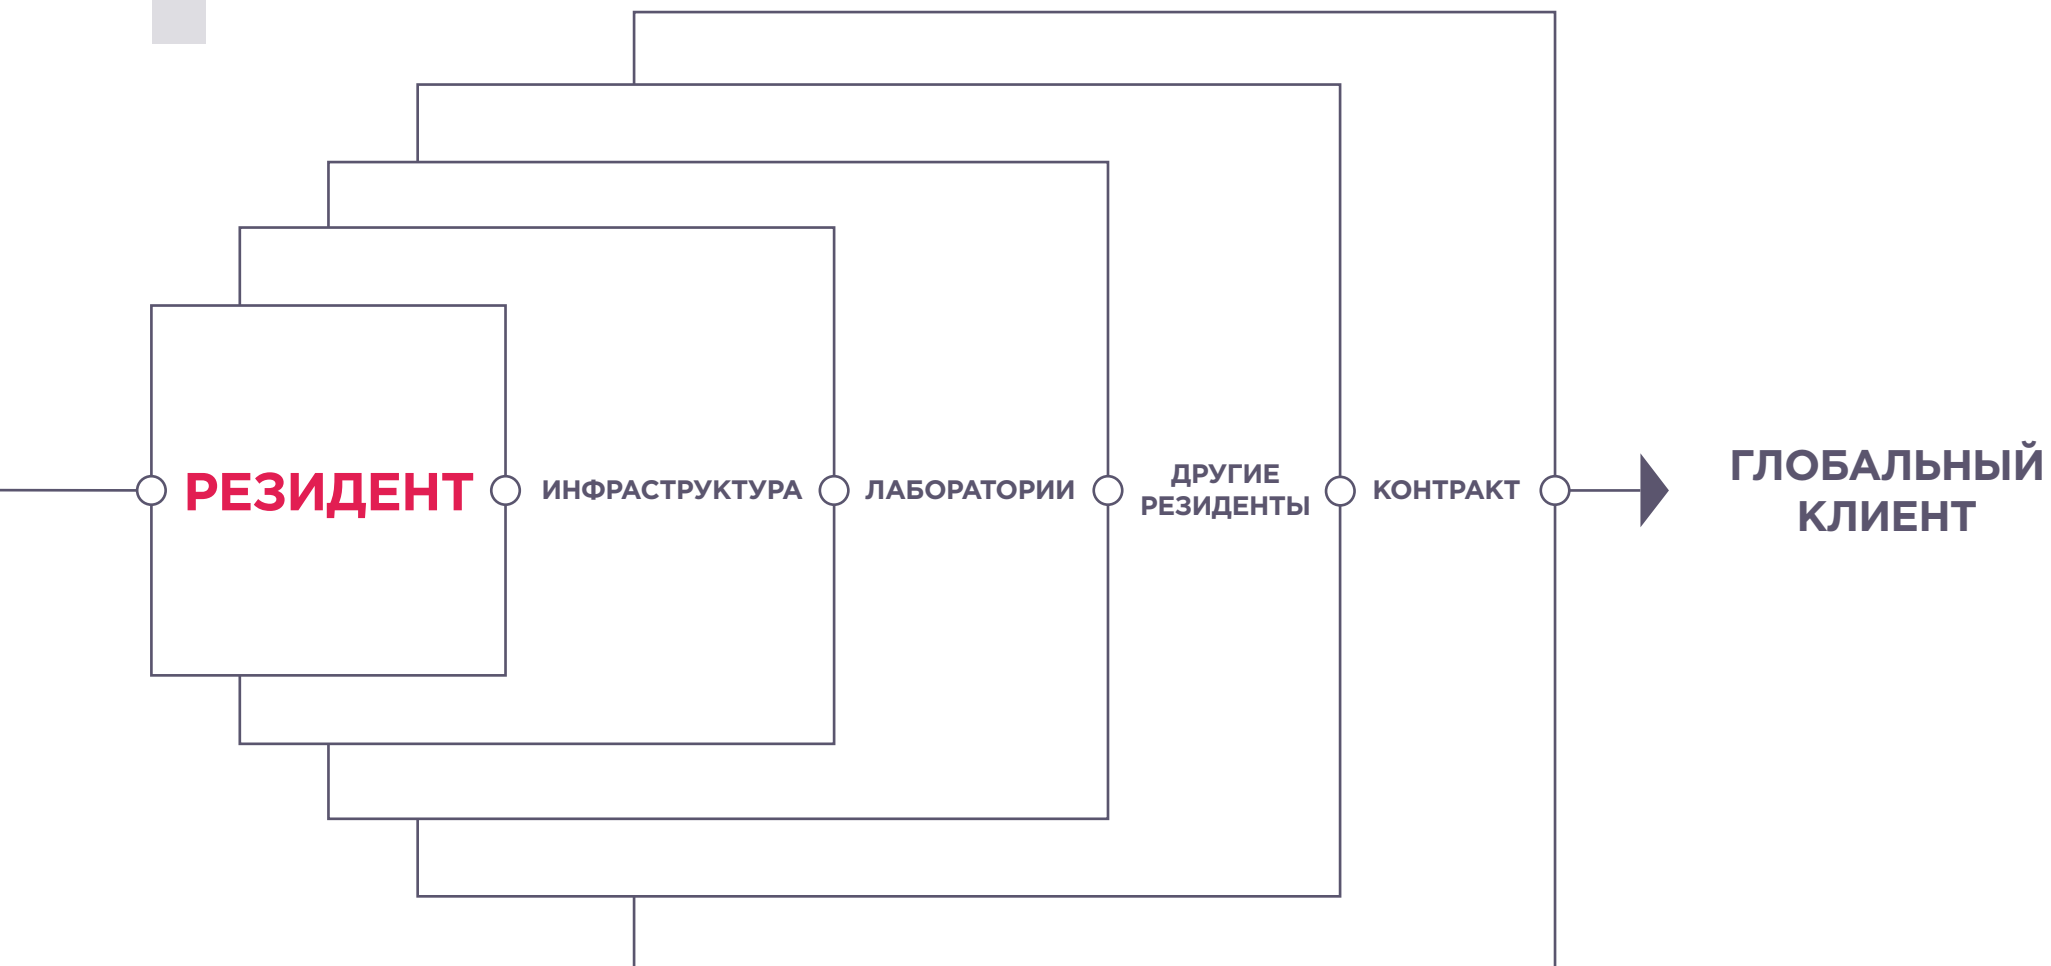 РЕЗИДЕНТ
ИНФРАСТРУКТУРА
ЛАБОРАТОРИИ
ДРУГИЕ
РЕЗИДЕНТЫ
КОНТРАКТ
ГЛОБАЛЬНЫЙ
КЛИЕНТ